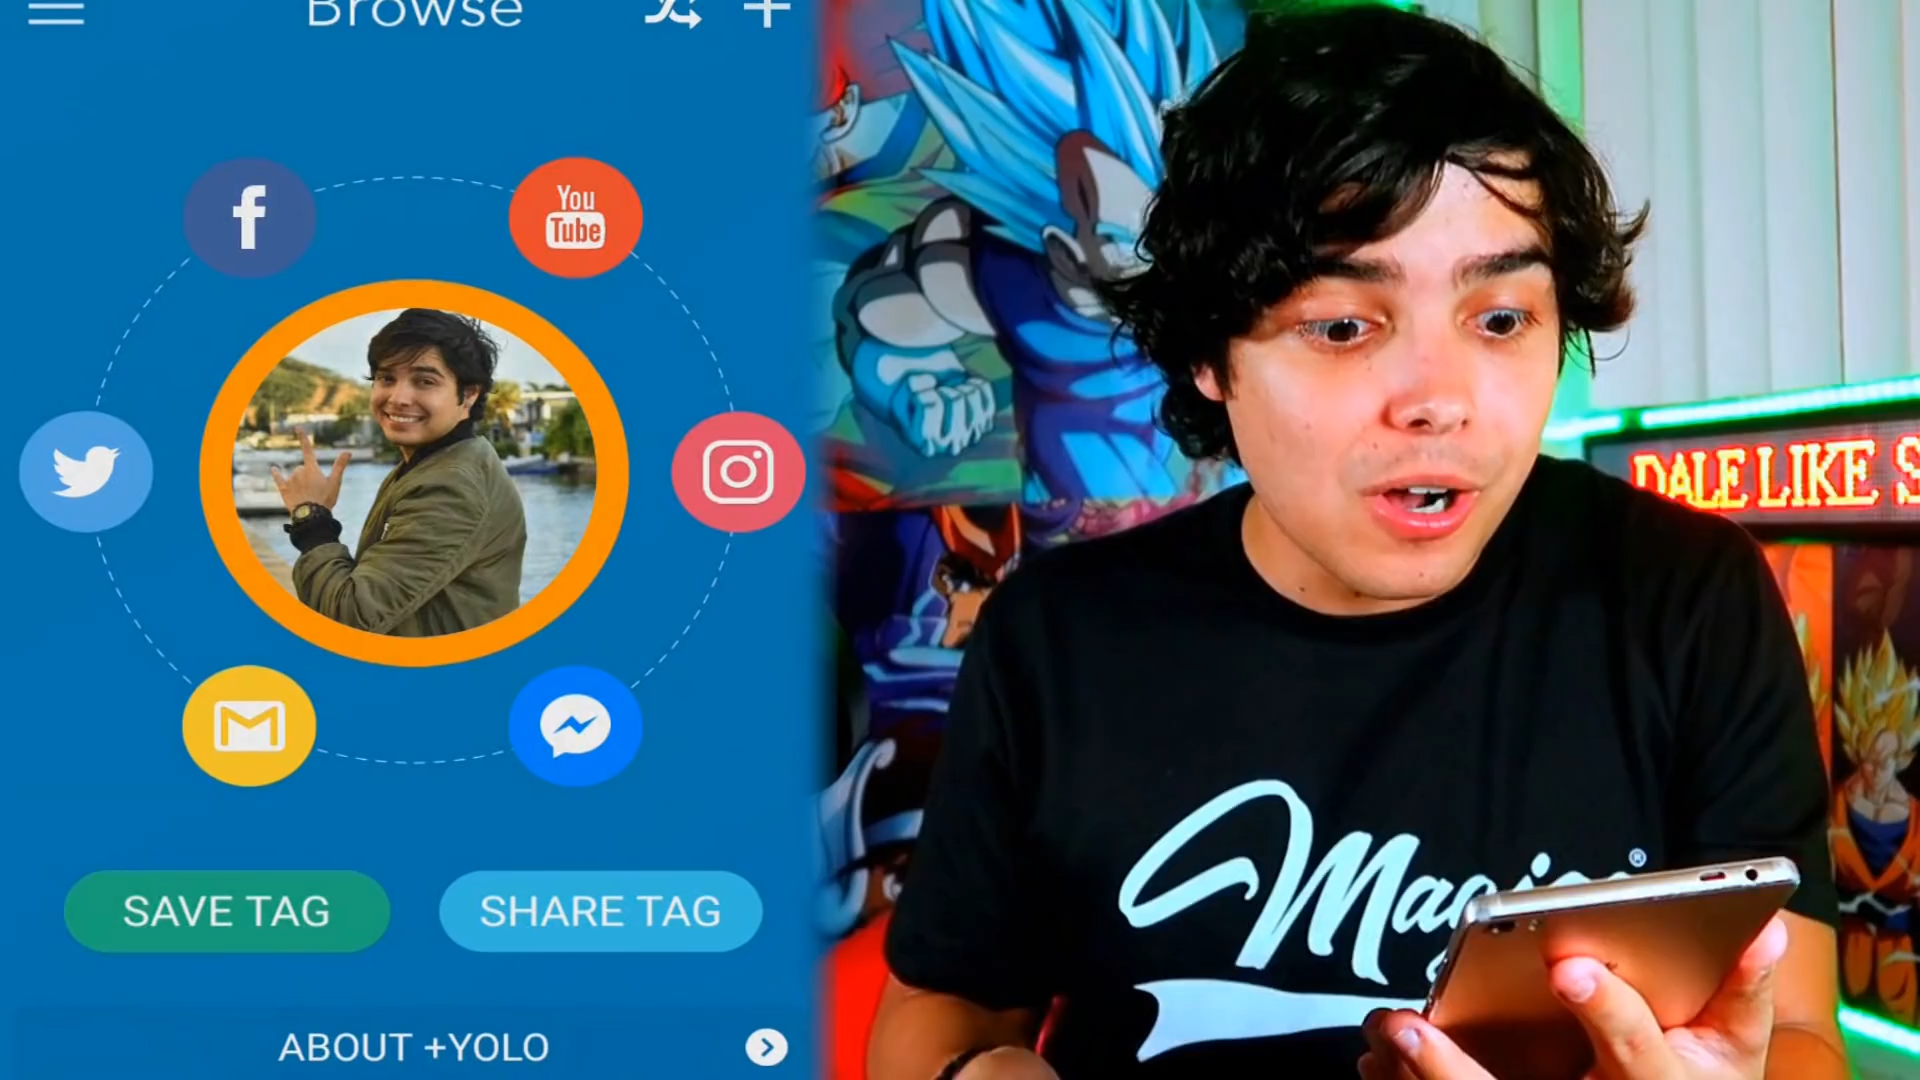 Browse
f
You
Tube
SAVE TAG
SHARE TAG
ABOUT +YOLO
DALE LIKE S